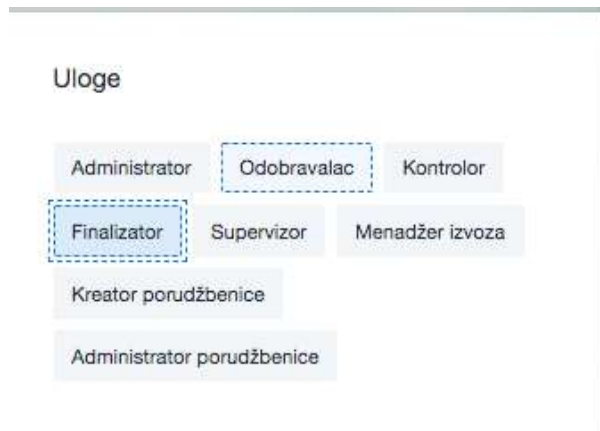 Uloge
Administrator Odobravalac Kontrolor
Finalizator Supervizor Menadžer izvoza
Kreator porudžbenice
Administrator porudžbenice